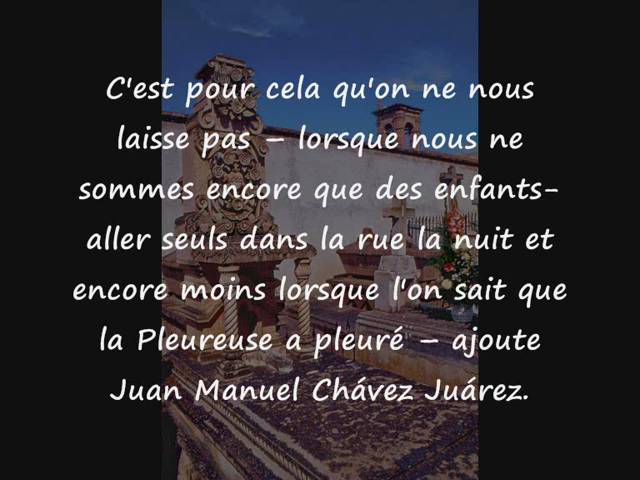 C'est pour cela qu'on ne nous
laisse pas – lorsque nous ne
sommes encore que des enfants-
aller seuls dans la rue la nuit et
encore moins lorsque l'on sait que
la Pleureuse a pleuré – ajoute
Juan Manuel Chávez Juárez.